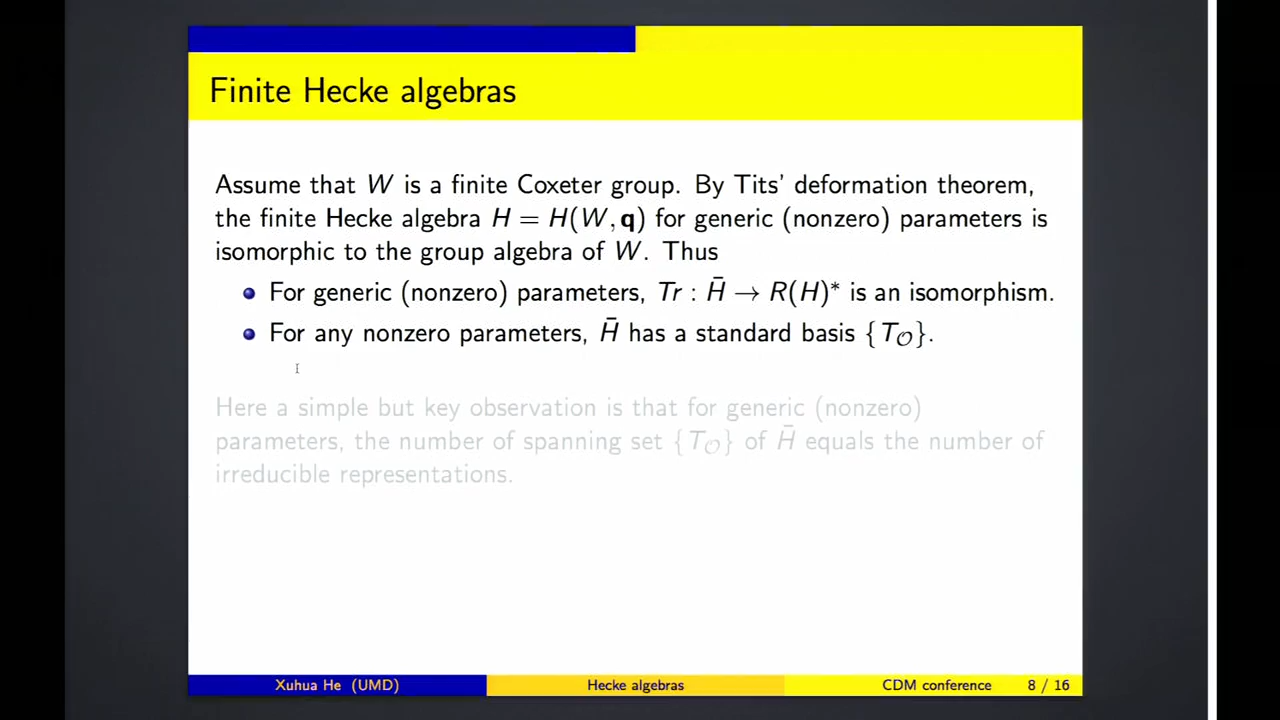 Finite Hecke algebras
Assume that W is a finite Coxeter group. By Tits' deformation theorem,
the finite Hecke algebra H = H(W, q) for generic (nonzero) parameters is
isomorphic to the group algebra of W. Thus
For generic (nonzero) parameters, Tr : H̄ → R(H)* is an isomorphism.
For any nonzero parameters, H̄ has a standard basis {T_𝒪}.
Here a simple but key observation is that for generic (nonzero)
parameters, the number of spanning set {T_𝒪} of H̄ equals the number of
irreducible representations.
Xuhua He (UMD) Hecke algebras CDM conference 8 / 16